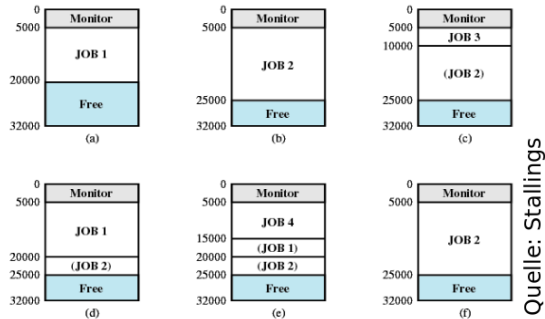 0
Monitor
5000
JOB 1
20000
Free
32000
(a)
0
Monitor
5000
JOB 2
25000
Free
32000
(b)
0
Monitor
5000
JOB 3
10000
(JOB 2)
25000
Free
32000
(c)
0
Monitor
5000
JOB 1
20000
(JOB 2)
25000
Free
32000
(d)
0
Monitor
5000
JOB 4
15000
(JOB 1)
20000
(JOB 2)
25000
Free
32000
(e)
0
Monitor
5000
JOB 2
25000
Free
32000
(f)
Quelle: Stallings